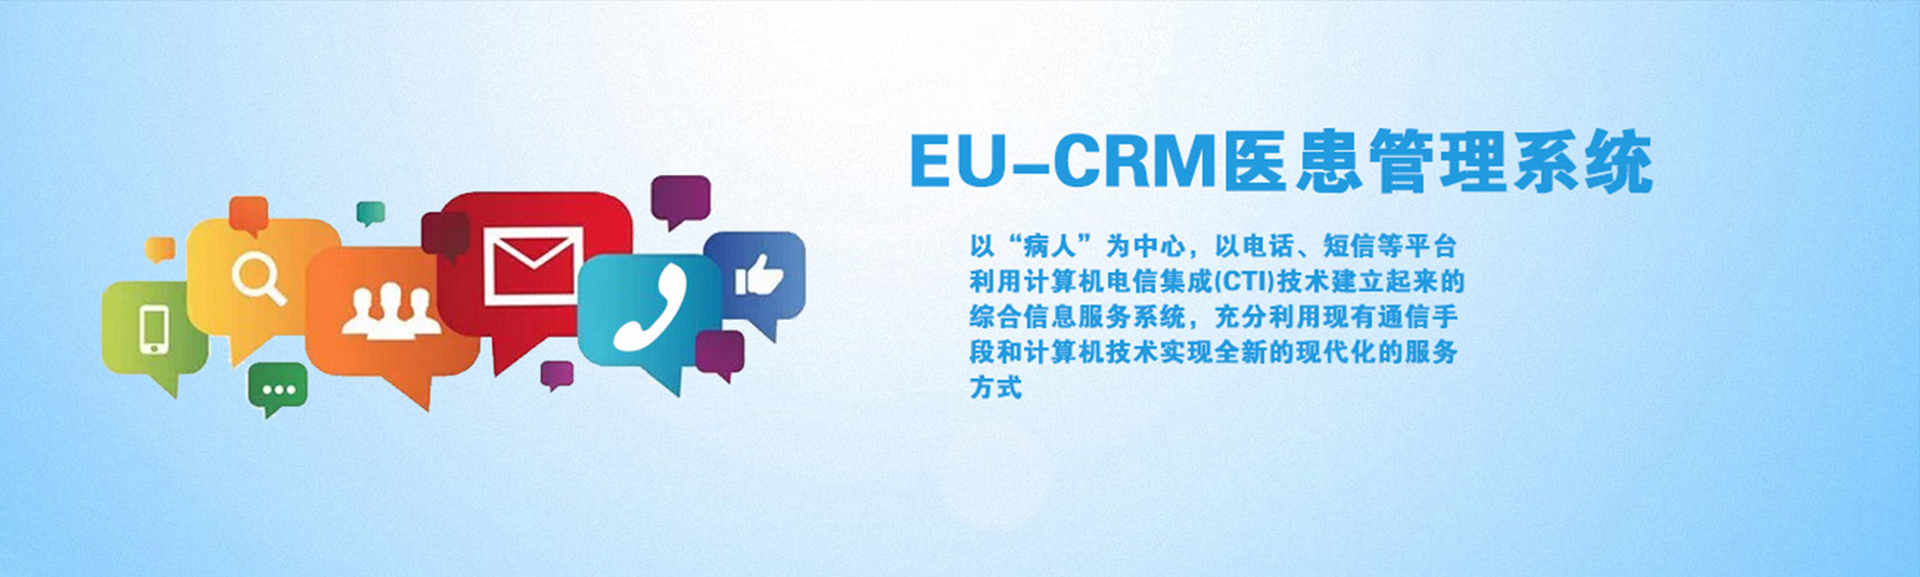 EU-CRM医患管理系统
以“病人”为中心，以电话、短信等平台
利用计算机电信集成(CTI)技术建立起来的
综合信息服务系统，充分利用现有通信手
段和计算机技术实现全新的现代化的服务
方式